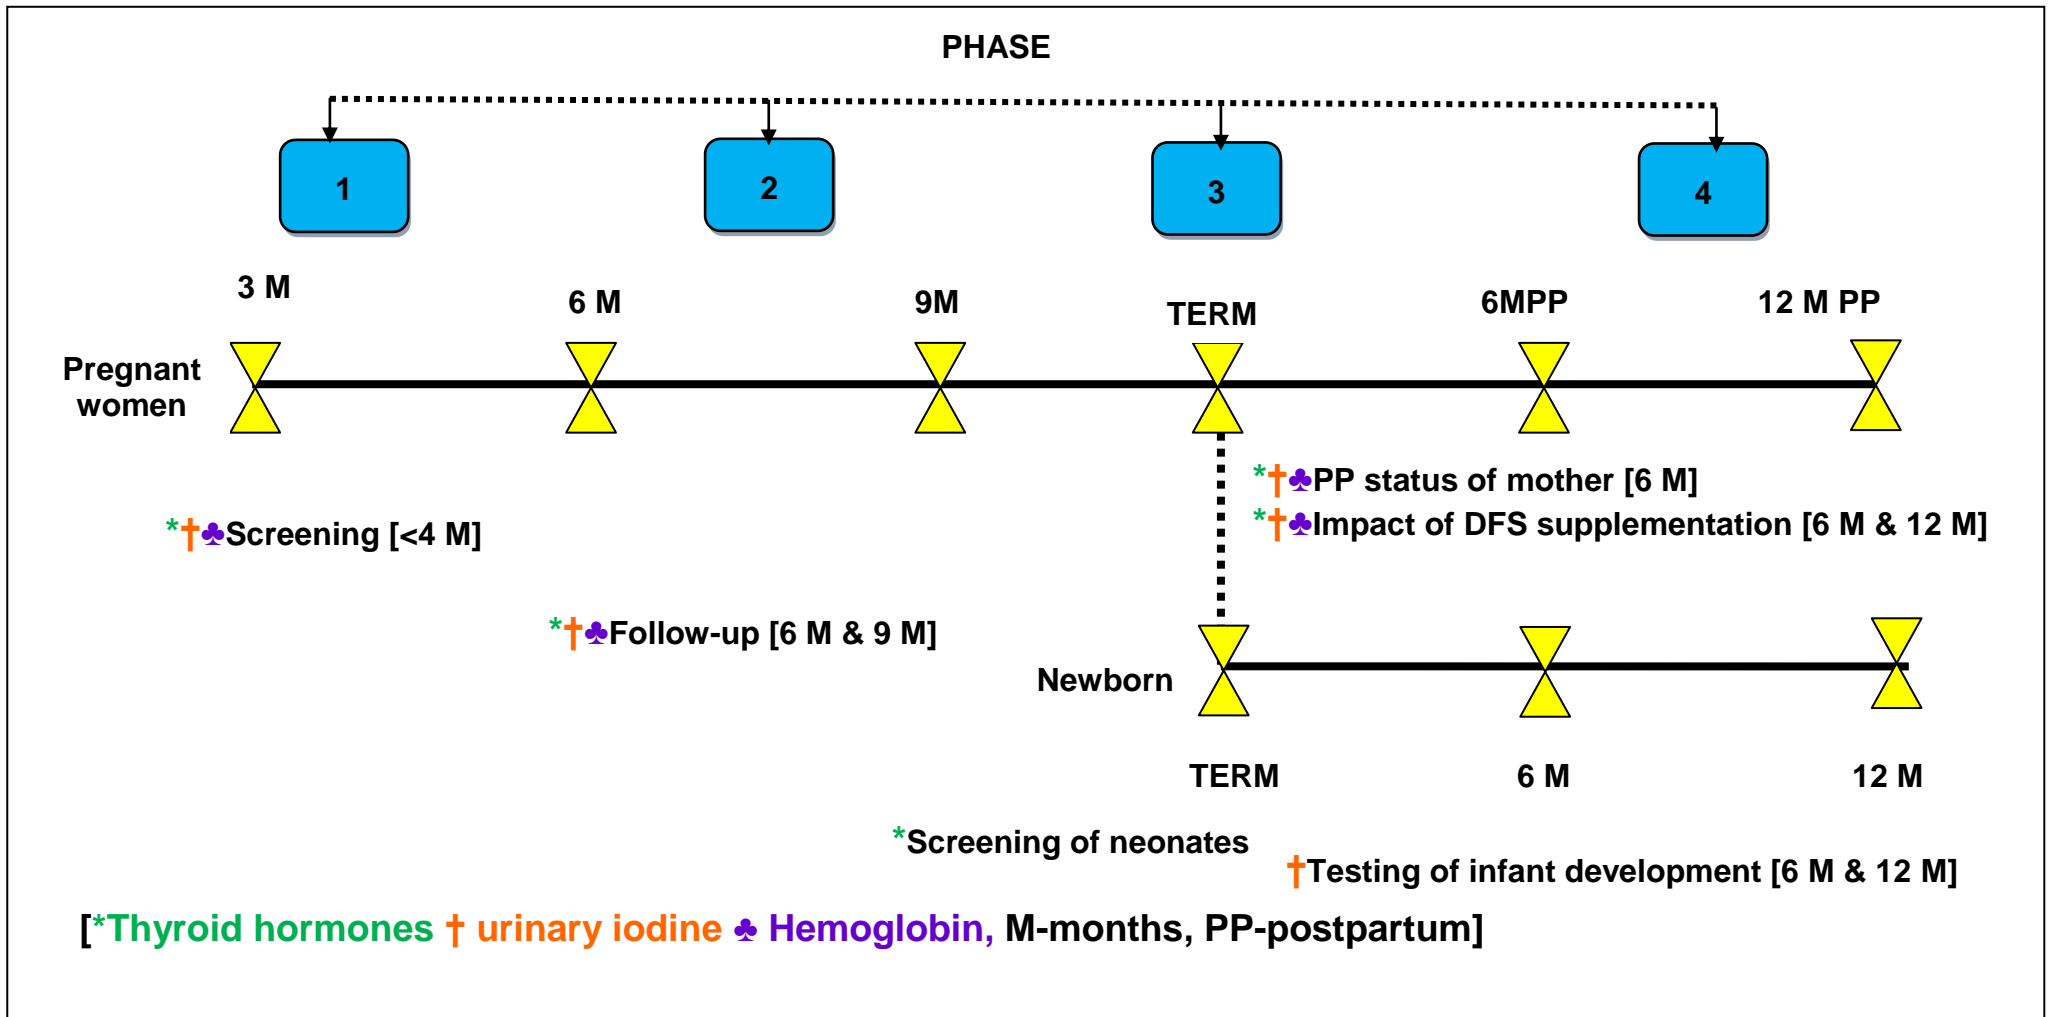 PHASE
1
2
3
4
3 M
6 M
9M
TERM
6MPP
12 M PP
Pregnant
women
*†♣PP status of mother [6 M]
*†♣Impact of DFS supplementation [6 M & 12 M]
*†♣Screening [<4 M]
*†♣Follow-up [6 M & 9 M]
Newborn
TERM
6 M
12 M
*Screening of neonates
†Testing of infant development [6 M & 12 M]
[*Thyroid hormones † urinary iodine ♣ Hemoglobin, M-months, PP-postpartum]